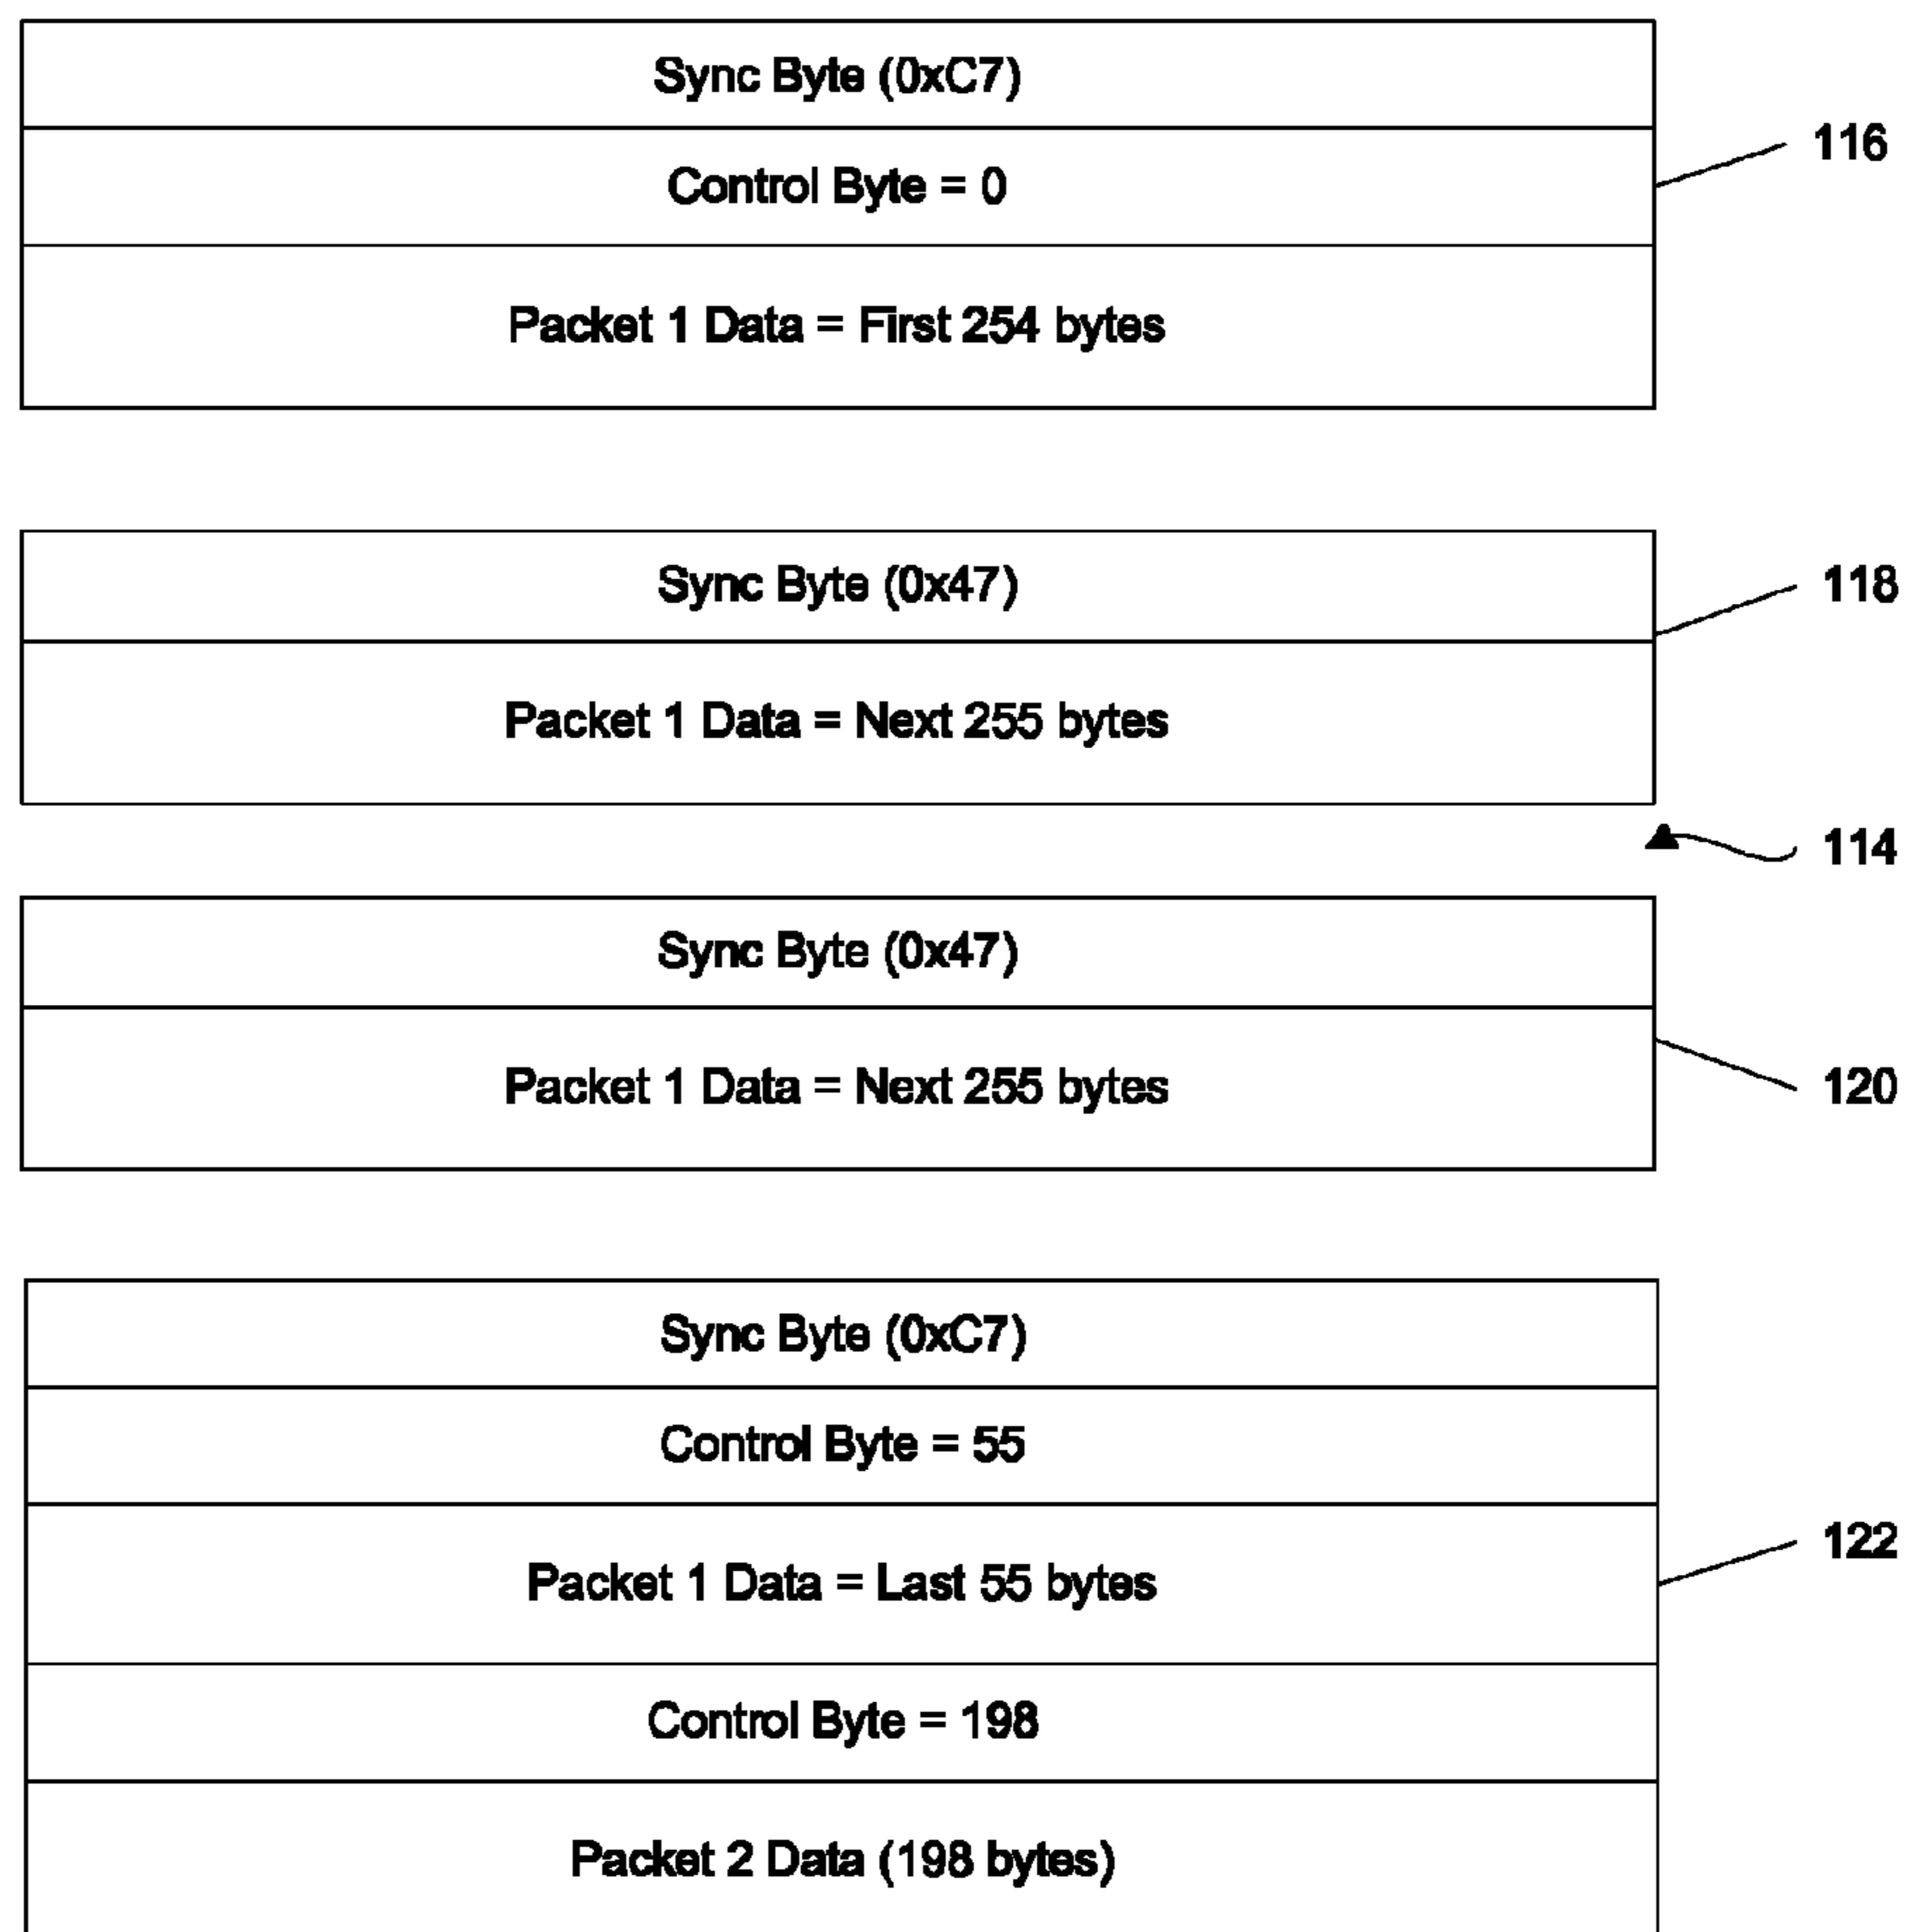 Sync Byte (0xC7)
116
Control Byte = 0
Packet 1 Data = First 254 bytes
Sync Byte (0x47)
118
Packet 1 Data = Next 255 bytes
114
Sync Byte (0x47)
Packet 1 Data = Next 255 bytes
120
Sync Byte (0xC7)
Control Byte = 55
122
Packet 1 Data = Last 55 bytes
Control Byte = 198
Packet 2 Data (198 bytes)